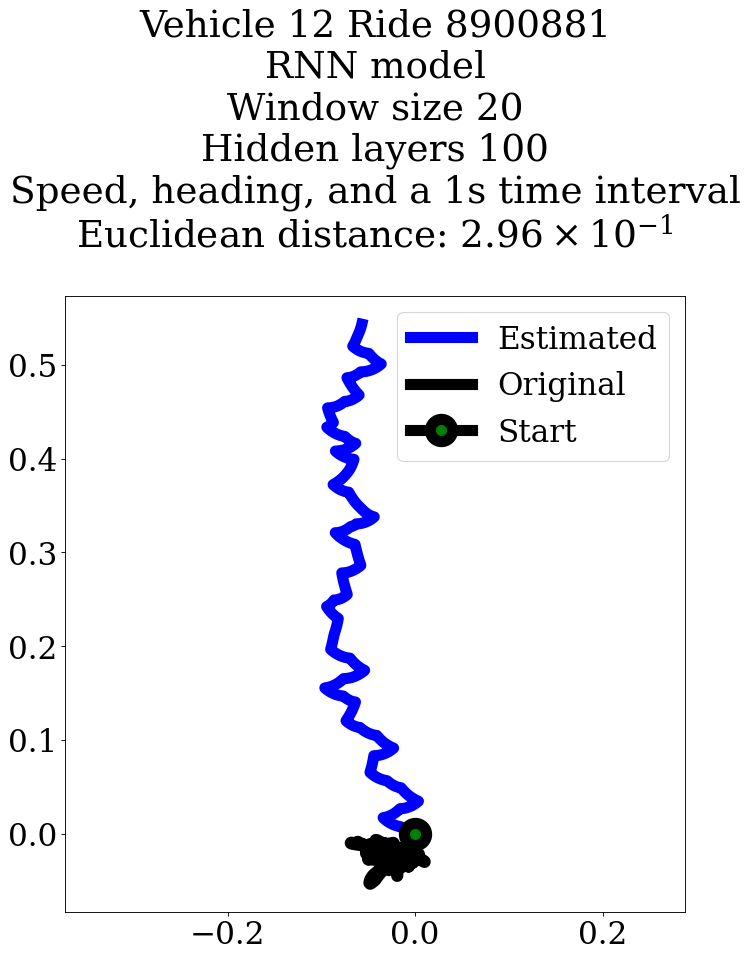 Vehicle 12 Ride 8900881
RNN model
Window size 20
Hidden layers 100
Speed, heading, and a 1s time interval
Euclidean distance: 2.96 × 10⁻¹
Estimated
Original
Start
0.5
0.4
0.3
0.2
0.1
0.0
−0.2
0.0
0.2